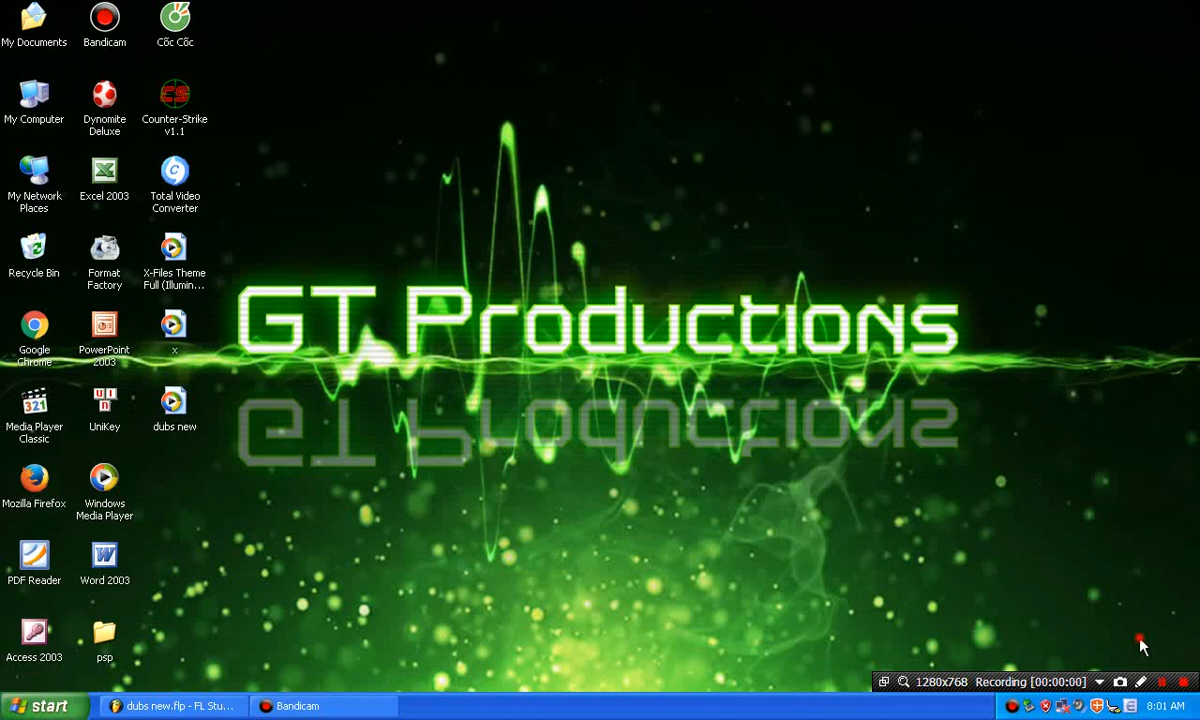 My Documents
Bandicam
Cốc Cốc
My Computer
Dynomite
Deluxe
Counter-Strike
v1.1
My Network
Places
Excel 2003
Total Video
Converter
Recycle Bin
Format
Factory
X-Files Theme
Full (Illumin...
Google
Chrome
PowerPoint
2003
x
Media Player
Classic
UniKey
dubs new
Mozilla Firefox
Windows
Media Player
PDF Reader
Word 2003
Access 2003
psp
GT Productions
1280x768 Recording [00:00:00]
start
dubs new.flp - FL Stu...
Bandicam
8:01 AM